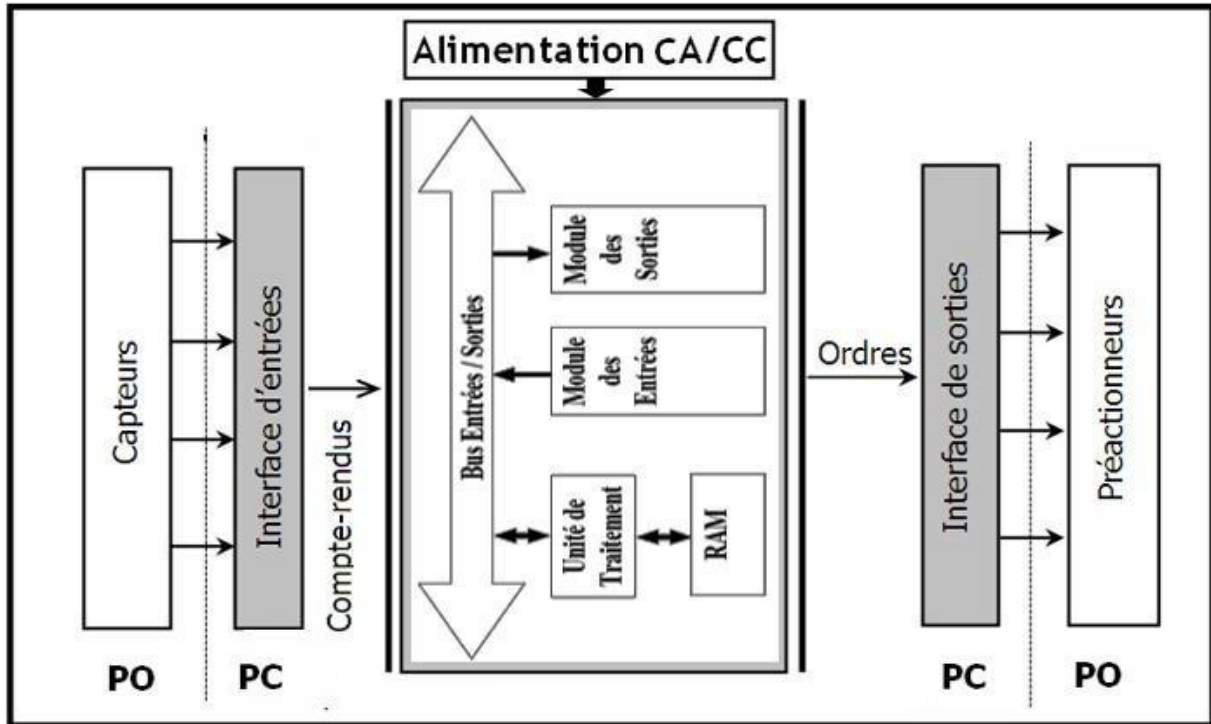 Alimentation CA/CC
Capteurs
Interface d'entrées
Compte-rendus
Bus Entrées / Sorties
Module
des
Sorties
Module
des
Entrées
Unité de
Traitement
RAM
Ordres
Interface de sorties
Préactionneurs
PO
PC
PC
PO